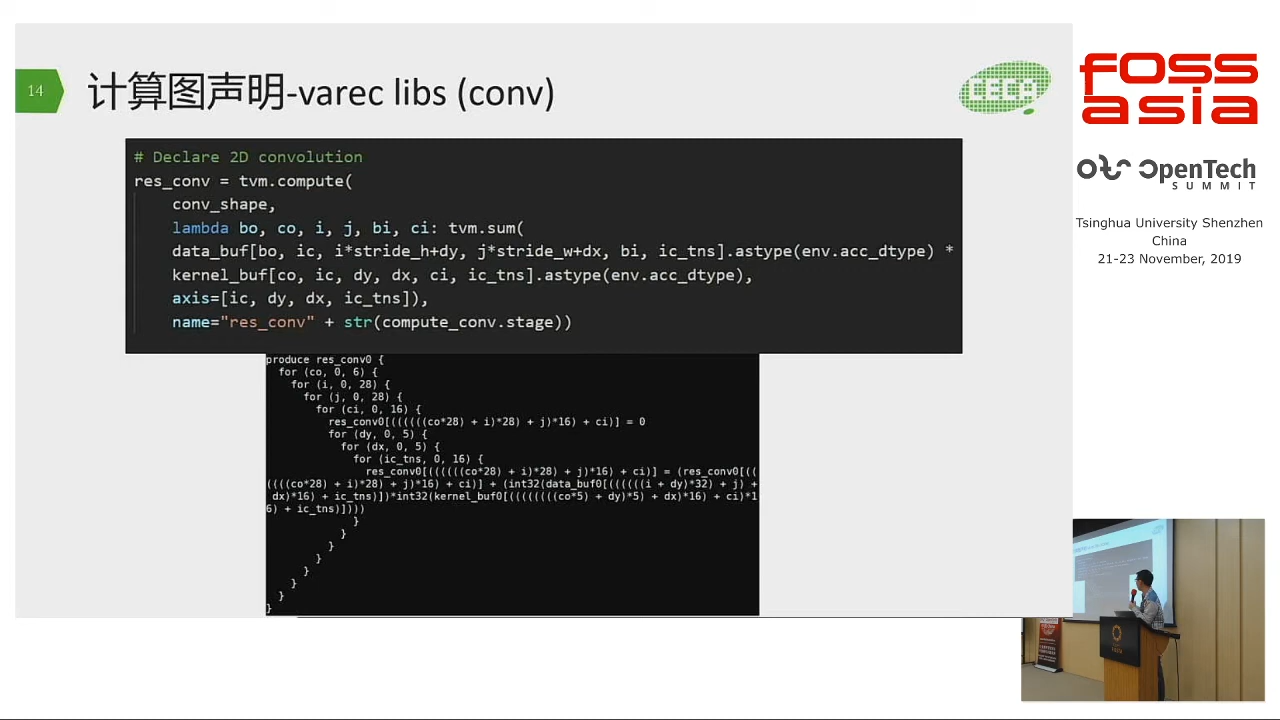 14
计算图声明-varec libs (conv)
# Declare 2D convolution
res_conv = tvm.compute(
conv_shape,
lambda bo, co, i, j, bi, ci: tvm.sum(
data_buf[bo, ic, i*stride_h+dy, j*stride_w+dx, bi, ic_tns].astype(env.acc_dtype) *
kernel_buf[co, ic, dy, dx, ci, ic_tns].astype(env.acc_dtype),
axis=[ic, dy, dx, ic_tns]),
name="res_conv" + str(compute_conv.stage))
produce res_conv0 {
for (co, 0, 6) {
for (i, 0, 28) {
for (j, 0, 28) {
for (ci, 0, 16) {
res_conv0[((((((co*28) + i)*28) + j)*16) + ci)] = 0
for (dy, 0, 5) {
for (dx, 0, 5) {
for (ic_tns, 0, 16) {
res_conv0[((((((co*28) + i)*28) + j)*16) + ci)] = (res_conv0[((
((((co*28) + i)*28) + j)*16) + ci)] + (int32(data_buf0[((((((i + dy)*32) + j) +
dx)*16) + ic_tns)])*int32(kernel_buf0[((((((((co*5) + dy)*5) + dx)*16) + ci)*1
6) + ic_tns)])))
}
}
}
}
}
}
}
}
FOSS
asia
OpenTech
SUMMIT
Tsinghua University Shenzhen
China
21-23 November, 2019